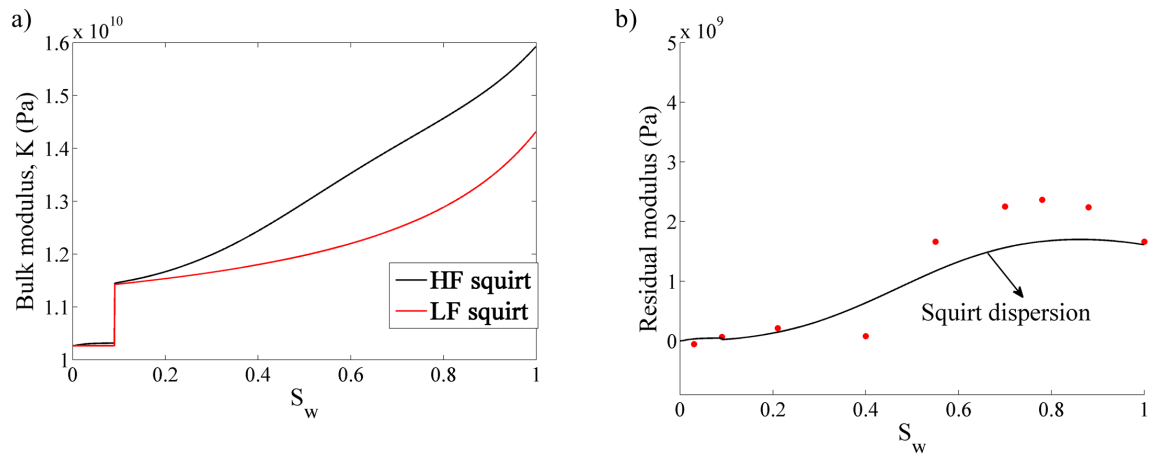 a)
x 10^10
1.6
1.5
1.4
1.3
1.2
1.1
1
Bulk modulus, K (Pa)
HF squirt
LF squirt
0 0.2 0.4 0.6 0.8 1
S_w
b)
x 10^9
5
4
3
2
1
0
Residual modulus (Pa)
Squirt dispersion
0 0.2 0.4 0.6 0.8 1
S_w